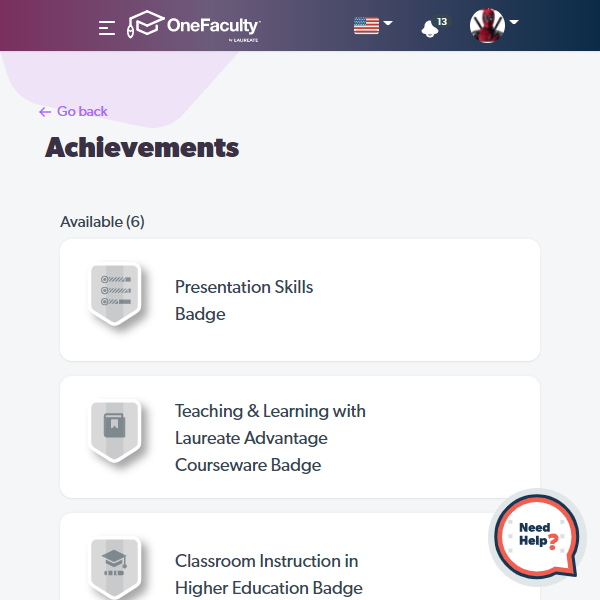 OneFaculty
by LAUREATE
13
Go back
Achievements
Available (6)
Presentation Skills
Badge
Teaching & Learning with
Laureate Advantage
Courseware Badge
Classroom Instruction in
Higher Education Badge
Need
Help?